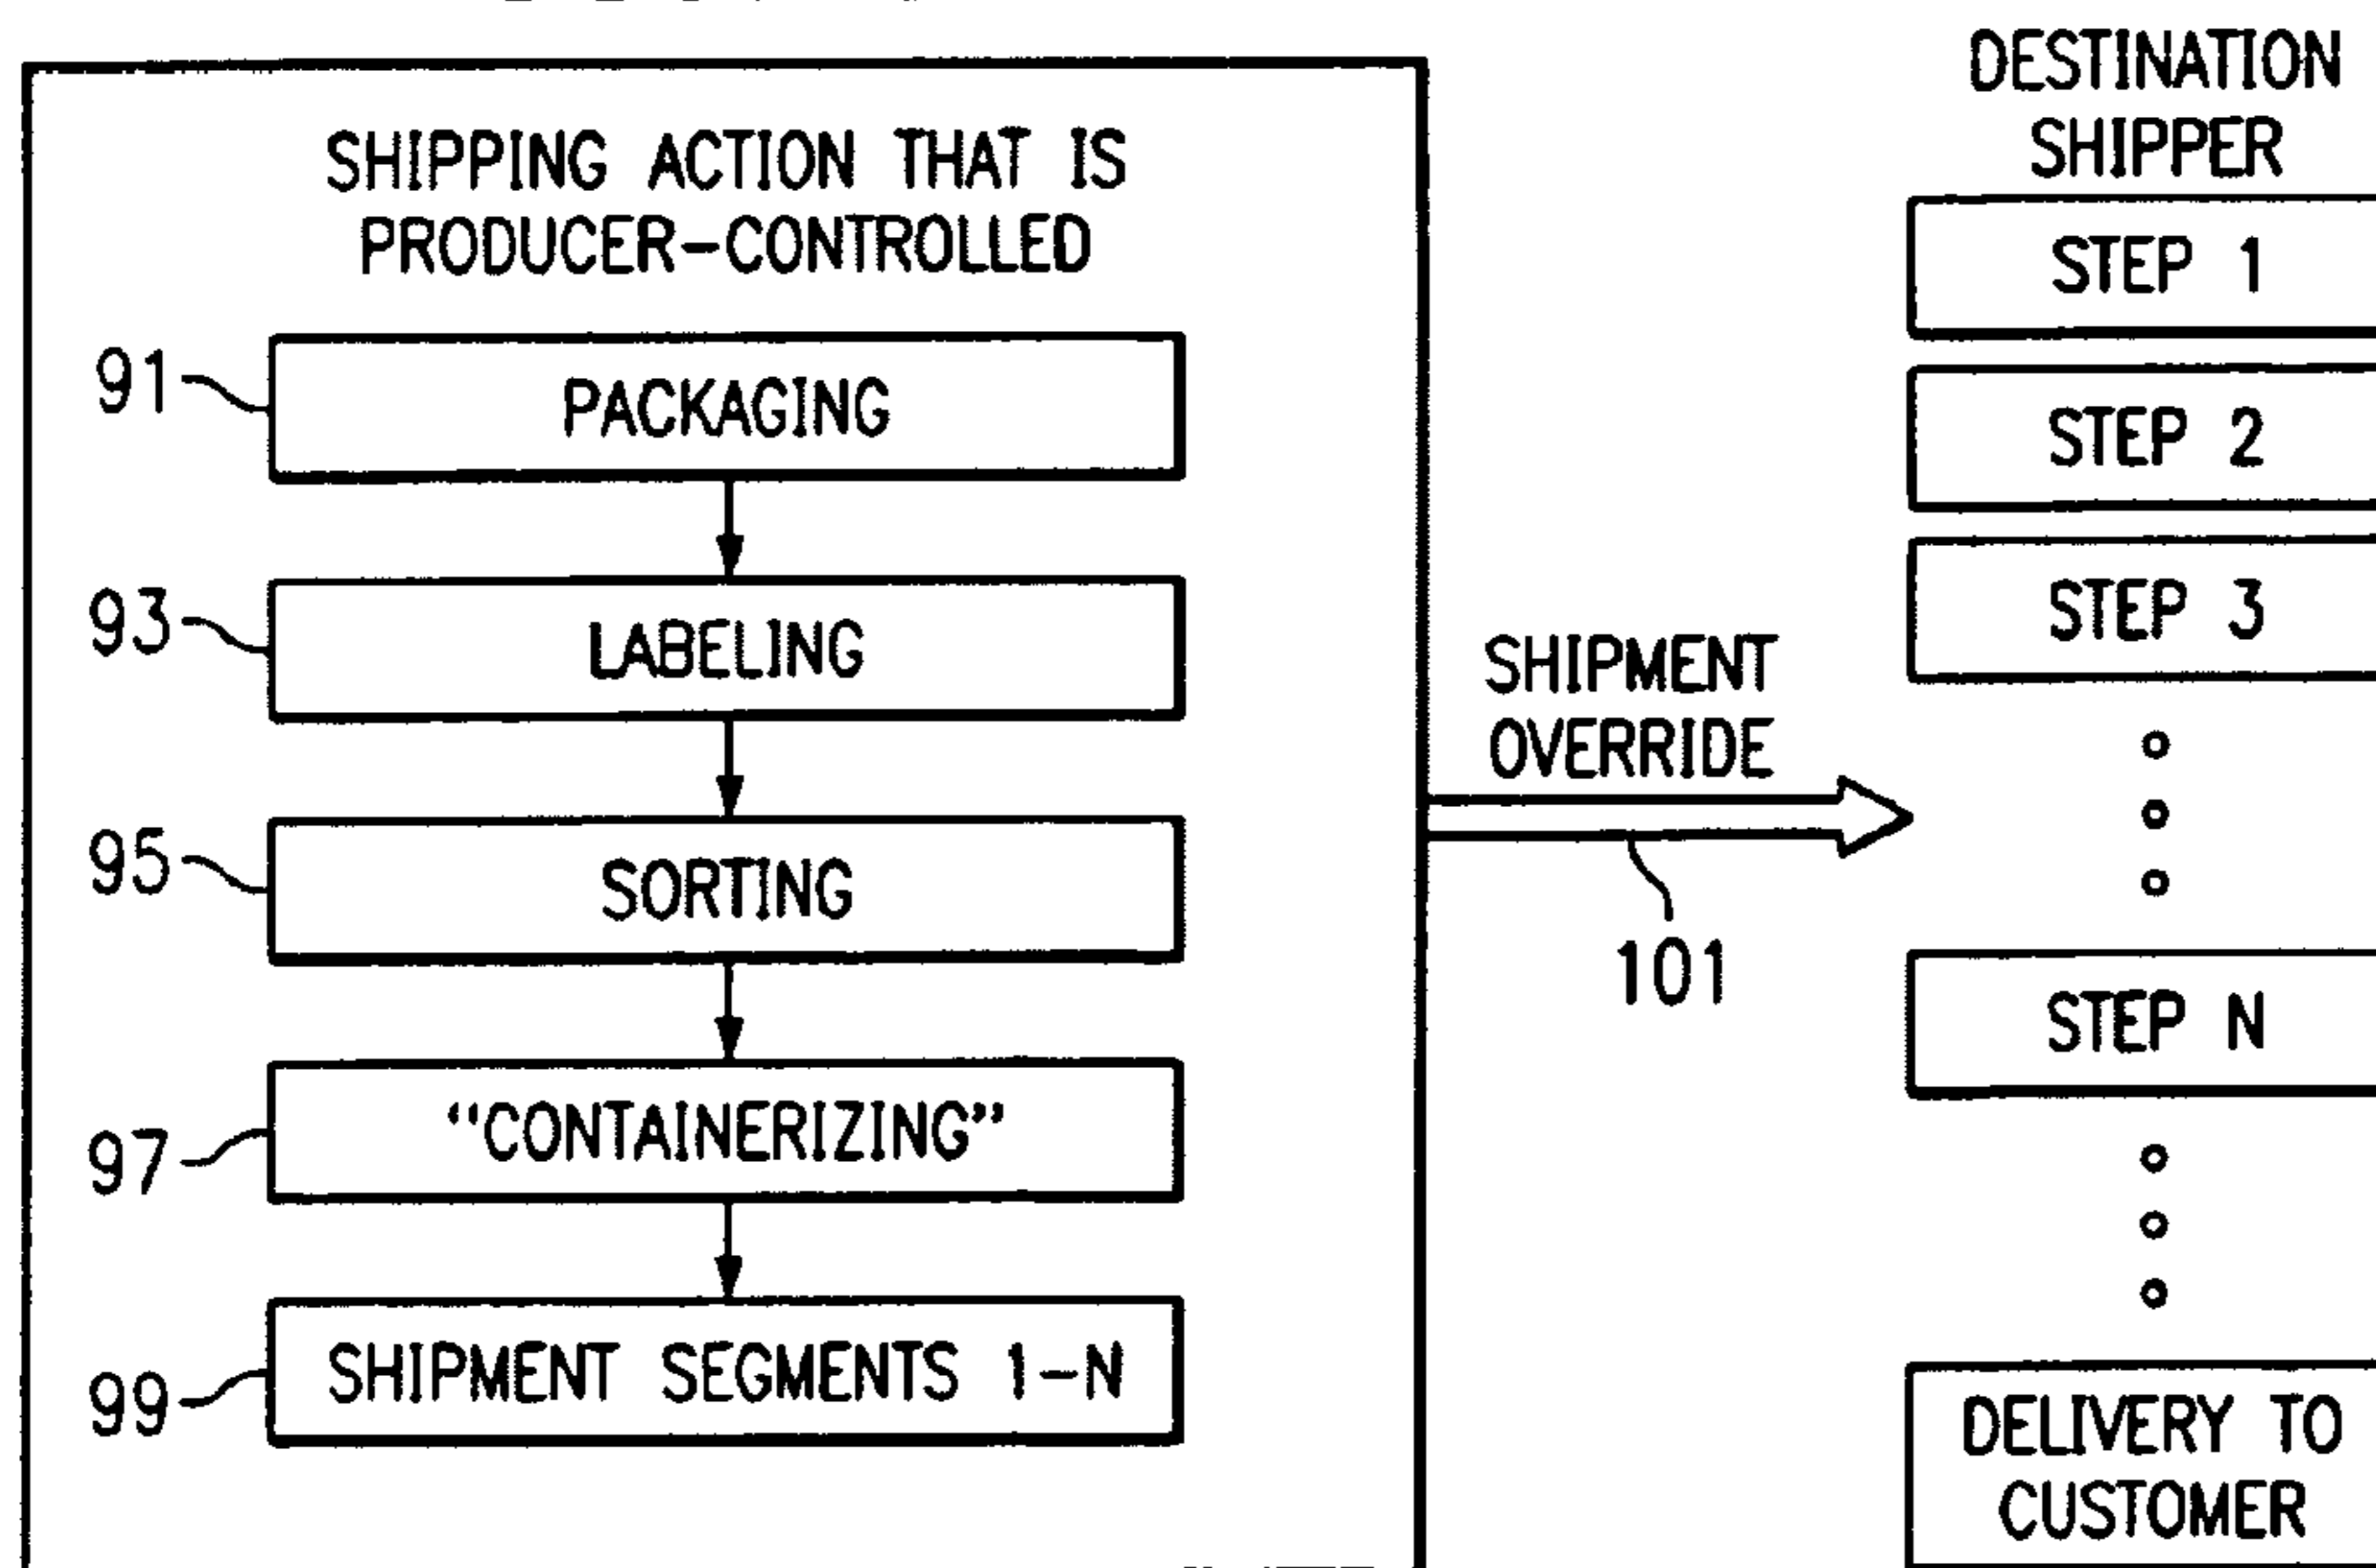 SHIPPING ACTION THAT IS
PRODUCER-CONTROLLED
91
PACKAGING
93
LABELING
95
SORTING
97
"CONTAINERIZING"
99
SHIPMENT SEGMENTS 1-N
SHIPMENT
OVERRIDE
101
DESTINATION
SHIPPER
STEP 1
STEP 2
STEP 3
STEP N
DELIVERY TO
CUSTOMER